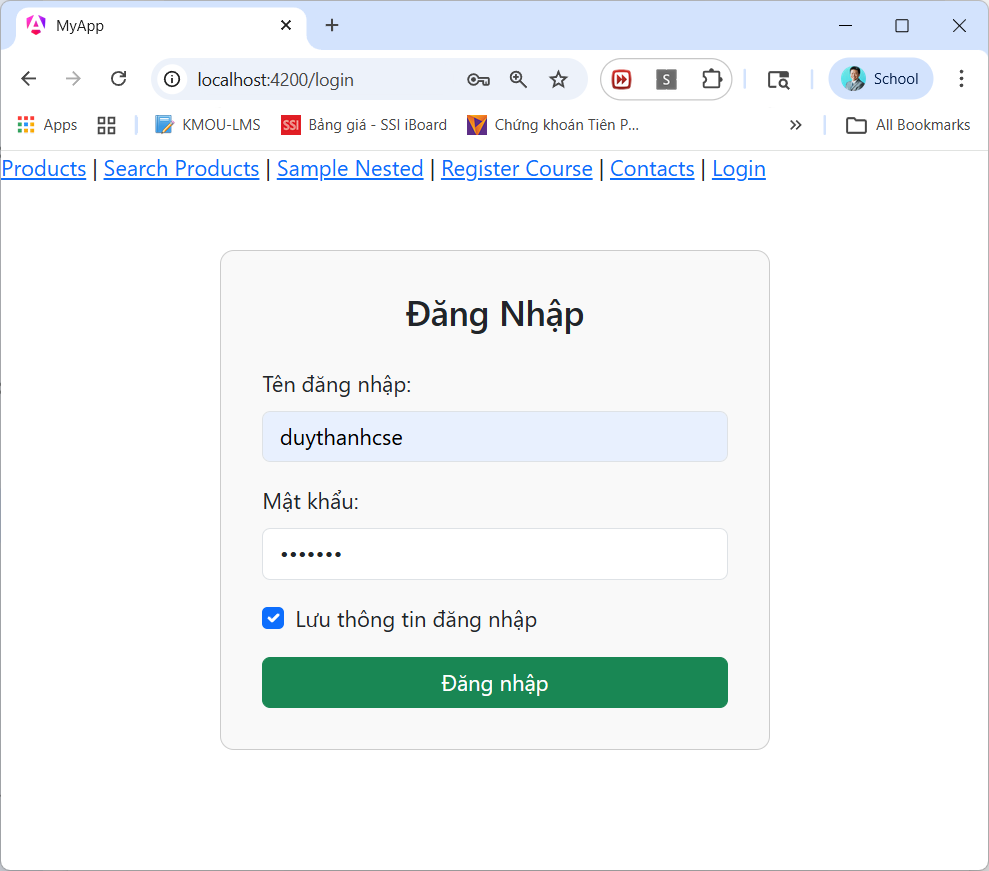 MyApp
localhost:4200/login
S
School
Apps
KMOU-LMS
SSI
Bảng giá - SSI iBoard
Chứng khoán Tiên P...
All Bookmarks
Products | Search Products | Sample Nested | Register Course | Contacts | Login
Đăng Nhập
Tên đăng nhập:
duythanhcse
Mật khẩu:
•••••••
Lưu thông tin đăng nhập
Đăng nhập